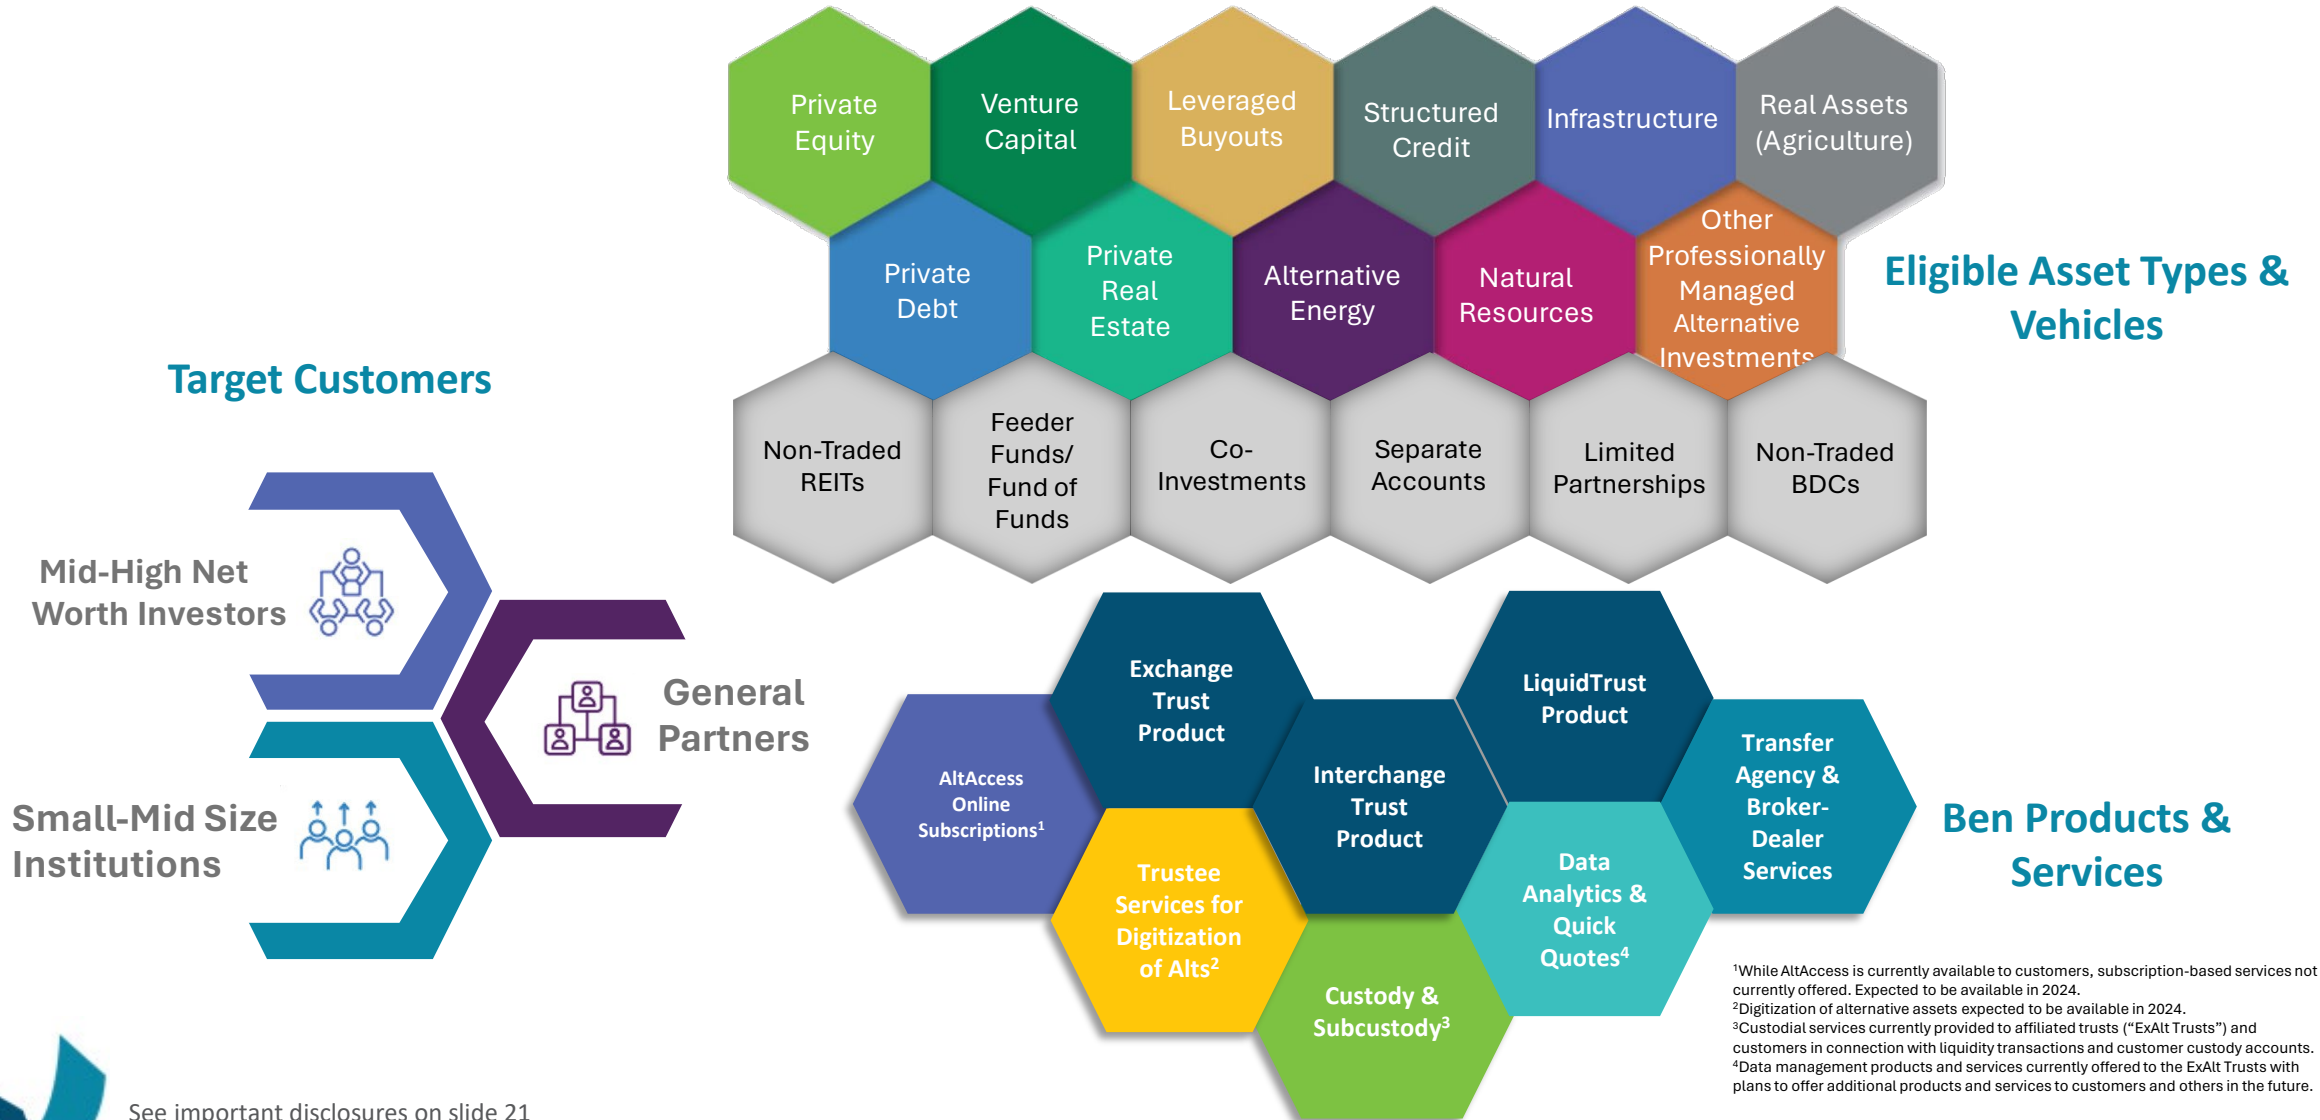 Private
Equity
Venture
Capital
Leveraged
Buyouts
Structured
Credit
Infrastructure
Real Assets
(Agriculture)
Private
Debt
Private
Real
Estate
Alternative
Energy
Natural
Resources
Other
Professionally
Managed
Alternative
Investments
Eligible Asset Types &
Vehicles
Non-Traded
REITs
Feeder
Funds/
Fund of
Funds
Co-
Investments
Separate
Accounts
Limited
Partnerships
Non-Traded
BDCs
Target Customers
Mid-High Net
Worth Investors
General
Partners
Small-Mid Size
Institutions
AltAccess
Online
Subscriptions¹
Exchange
Trust
Product
Interchange
Trust
Product
LiquidTrust
Product
Transfer
Agency &
Broker-
Dealer
Services
Trustee
Services for
Digitization
of Alts²
Custody &
Subcustody³
Data
Analytics &
Quick
Quotes⁴
Ben Products &
Services
¹While AltAccess is currently available to customers, subscription-based services not
currently offered. Expected to be available in 2024.
²Digitization of alternative assets expected to be available in 2024.
³Custodial services currently provided to affiliated trusts (“ExAlt Trusts”) and
customers in connection with liquidity transactions and customer custody accounts.
⁴Data management products and services currently offered to the ExAlt Trusts with
plans to offer additional products and services to customers and others in the future.
See important disclosures on slide 21